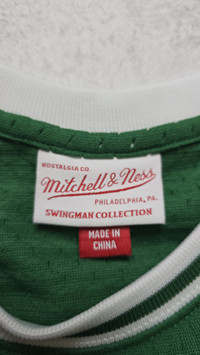 NOSTALGIA CO.
Mitchell & Ness
PHILADELPHIA, PA.
SWINGMAN COLLECTION
MADE IN
CHINA